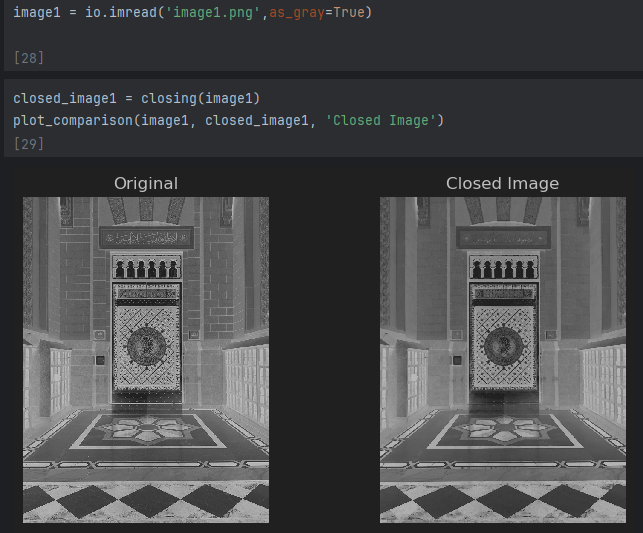 image1 = io.imread('image1.png',as_gray=True)
[28]
closed_image1 = closing(image1)
plot_comparison(image1, closed_image1, 'Closed Image')
[29]
Original
Closed Image